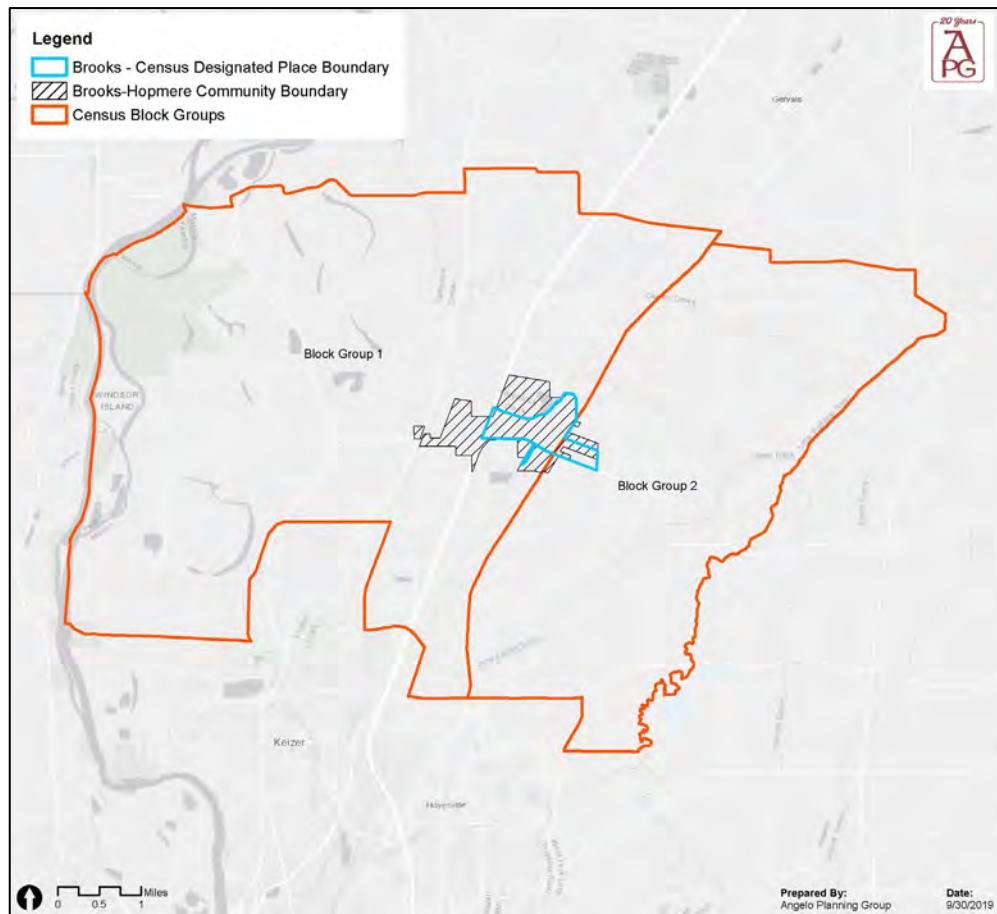 20 Years
APG
Legend
Brooks - Census Designated Place Boundary
Brooks-Hopmere Community Boundary
Census Block Groups
Gervais
Block Group 1
WINDSOR
ISLAND
Block Group 2
Keizer
Hayesville
Miles
0 0.5 1
Prepared By:
Angelo Planning Group
Date:
9/30/2019